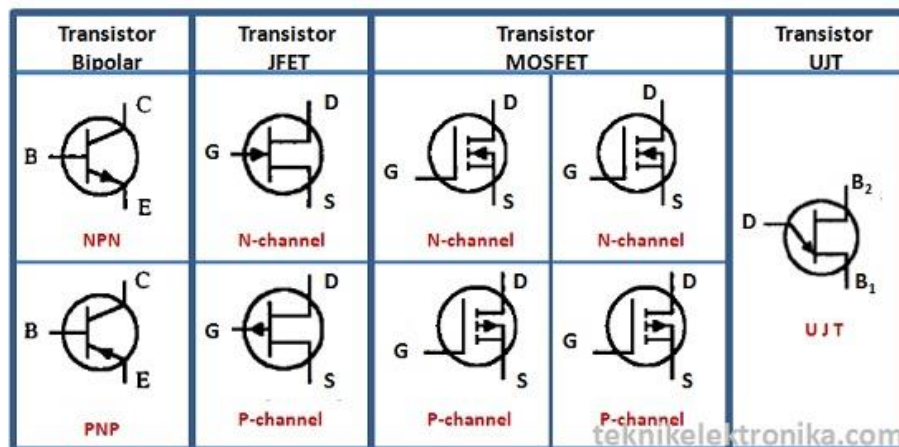 Transistor
Bipolar
Transistor
JFET
Transistor
MOSFET
Transistor
UJT
C
B
E
NPN
D
G
S
N-channel
D
G
S
N-channel
D
G
S
N-channel
B₂
D
B₁
UJT
C
B
E
PNP
D
G
S
P-channel
D
G
S
P-channel
D
G
S
P-channel
teknikelektronika.com